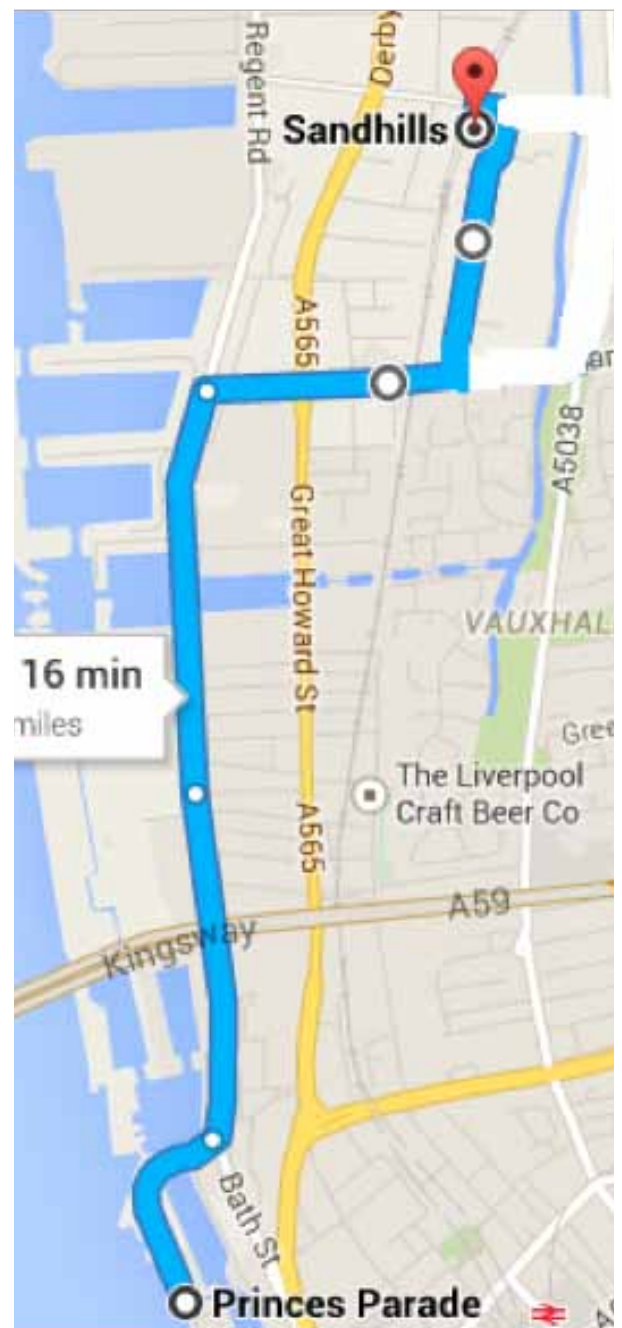 Derby
Regent Rd
Sandhills
A565
A5038
Great Howard St
VAUXHAL
16 min
miles
Gree
The Liverpool
Craft Beer Co
A565
A59
Kingsway
Bath St
Princes Parade